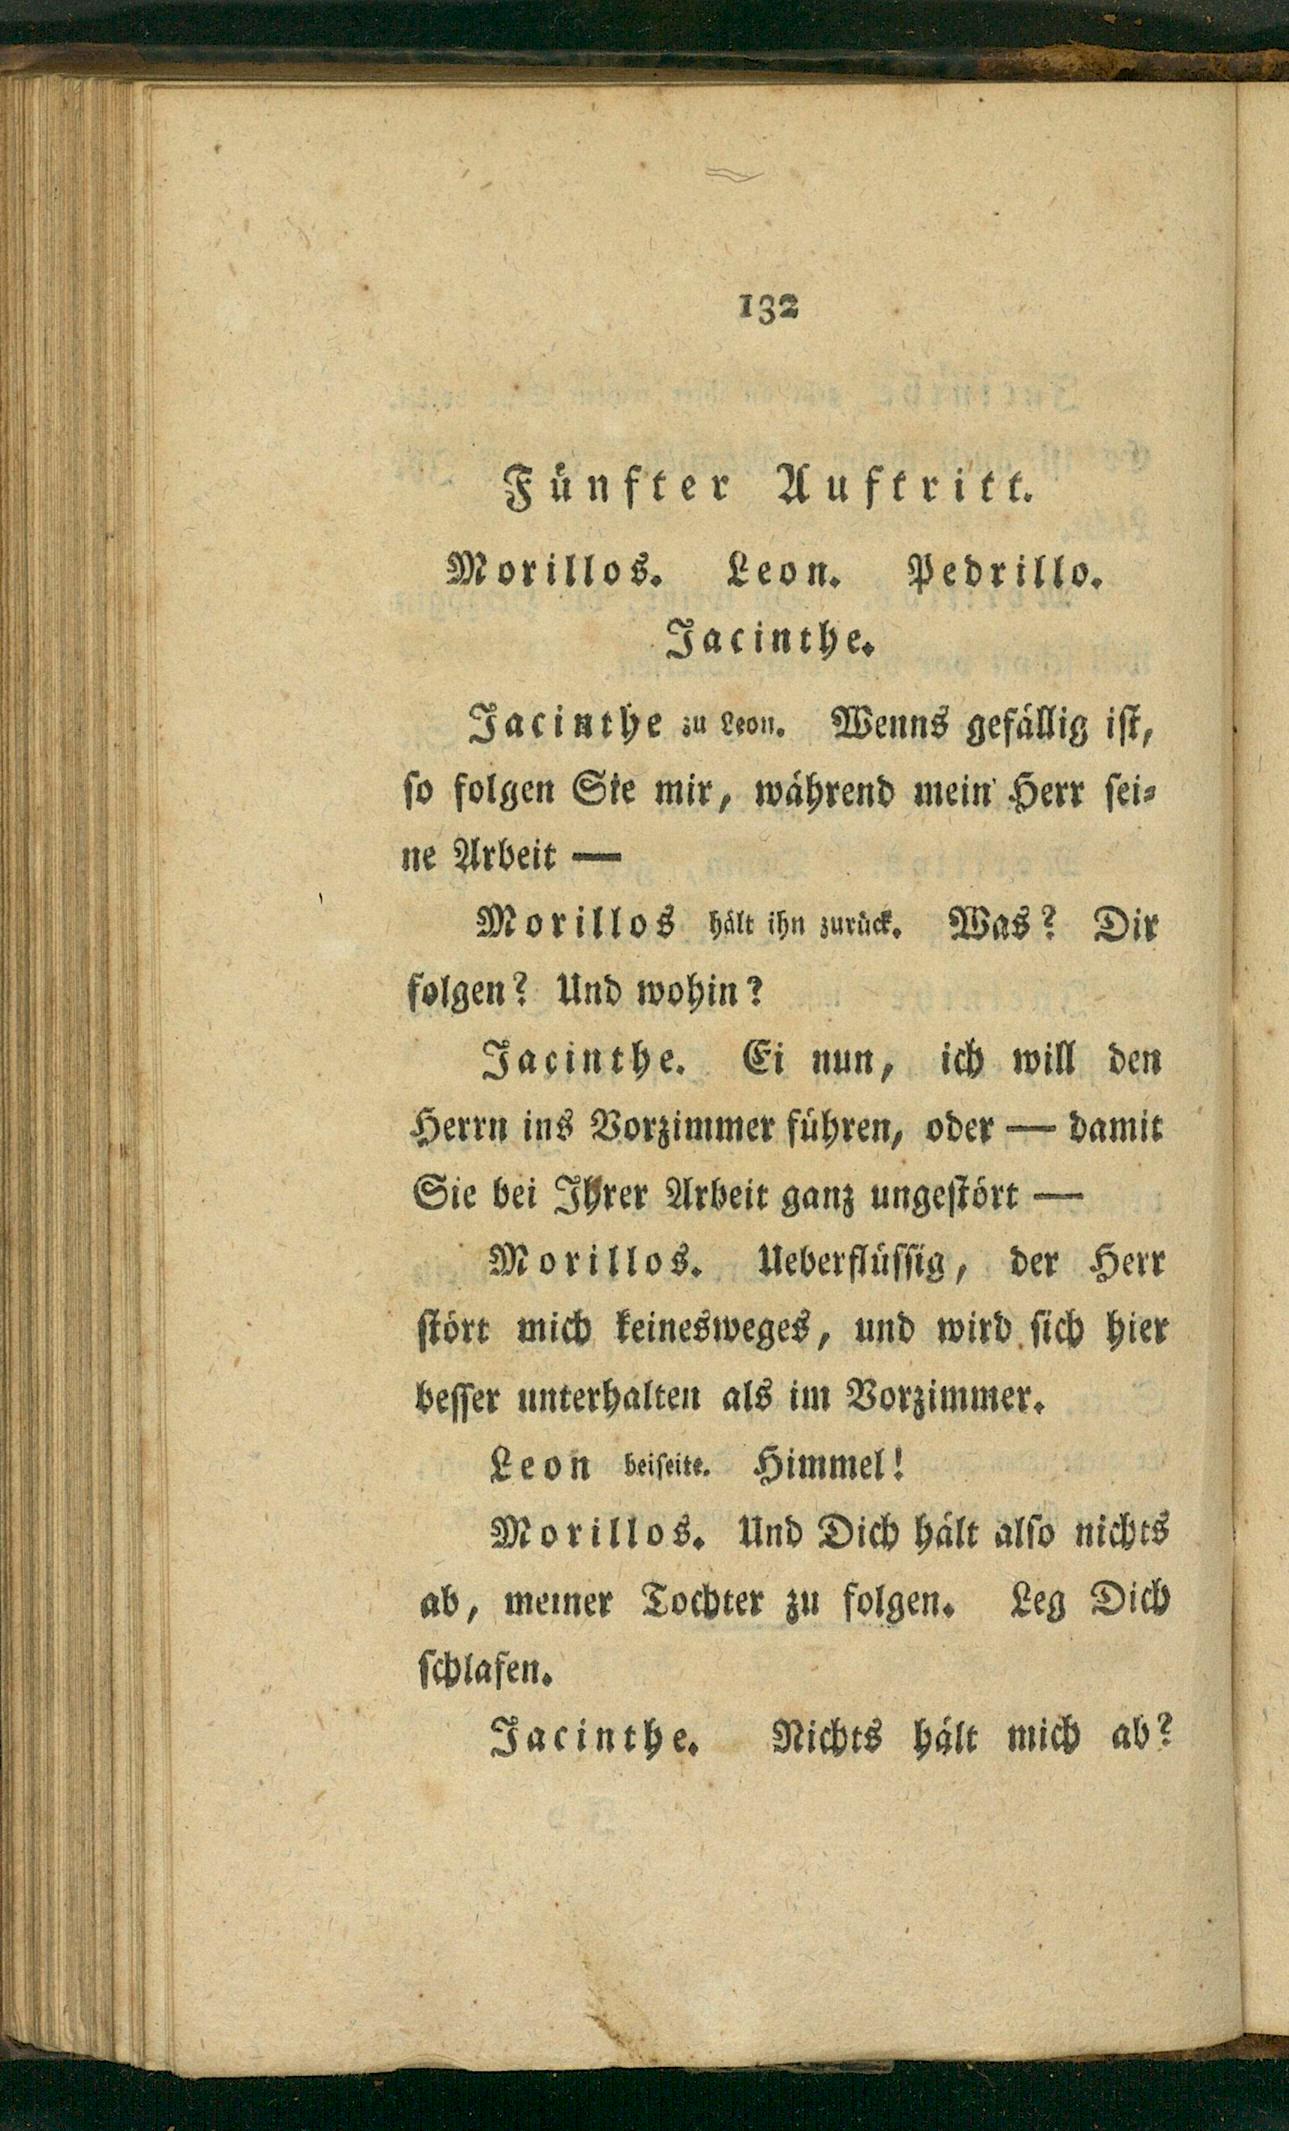 132
Fünfter Auftritt.
Morillos. Leon. Pedrillo.
Jacinthe.
Jacinthe zu Leon. Wenns gefällig ist,
so folgen Sie mir, während mein Herr sei-
ne Arbeit —
Morillos hält ihn zurück. Was? Dir
folgen? Und wohin?
Jacinthe. Ei nun, ich will den
Herrn ins Vorzimmer führen, oder — damit
Sie bei Ihrer Arbeit ganz ungestört —
Morillos. Ueberflüssig, der Herr
stört mich keinesweges, und wird sich hier
besser unterhalten als im Vorzimmer.
Leon beiseite. Himmel!
Morillos. Und Dich hält also nichts
ab, meiner Tochter zu folgen. Leg Dich
schlafen.
Jacinthe. Nichts hält mich ab?